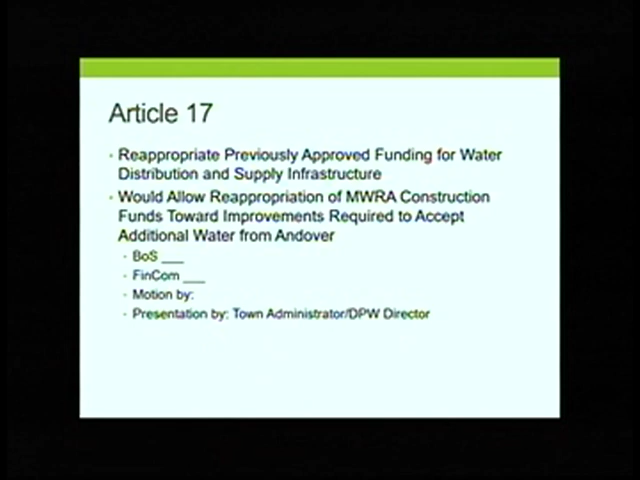 Article 17
Reappropriate Previously Approved Funding for Water
Distribution and Supply Infrastructure
Would Allow Reappropriation of MWRA Construction
Funds Toward Improvements Required to Accept
Additional Water from Andover
BoS ___
FinCom ___
Motion by:
Presentation by: Town Administrator/DPW Director